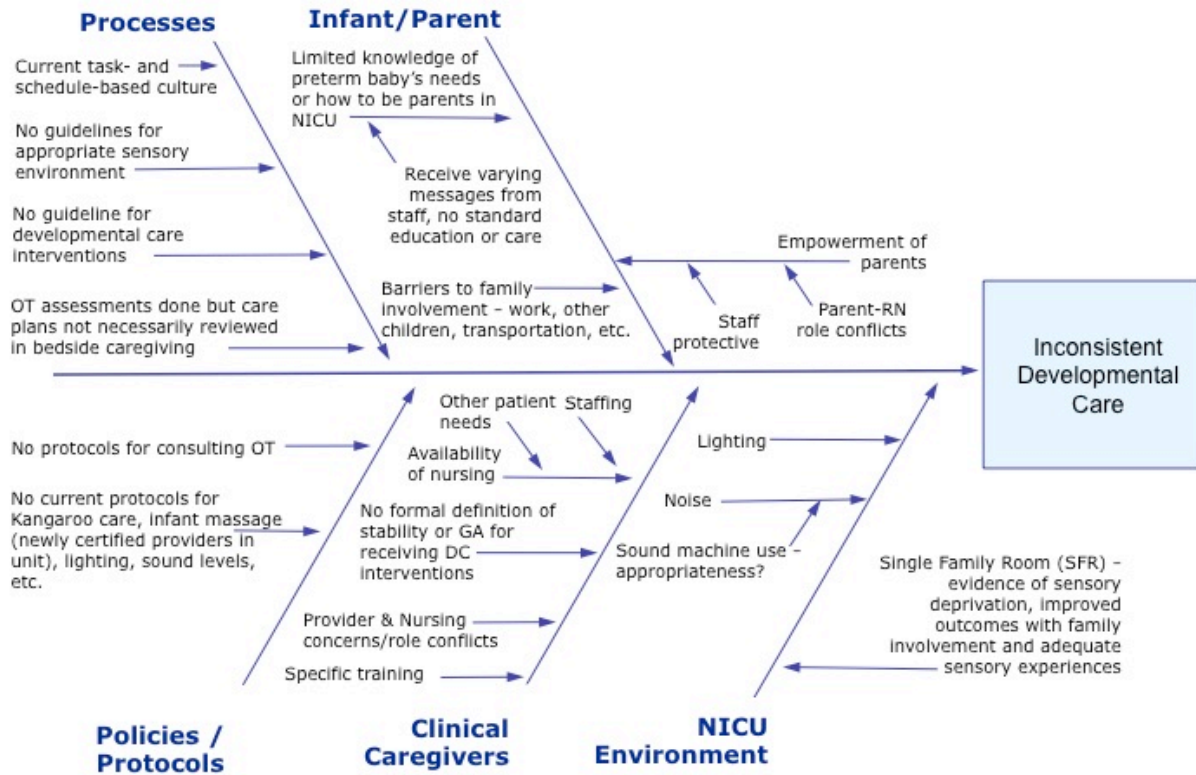 Processes
Infant/Parent
Current task- and
schedule-based culture
No guidelines for
appropriate sensory
environment
No guideline for
developmental care
interventions
OT assessments done but care
plans not necessarily reviewed
in bedside caregiving
Limited knowledge of
preterm baby's needs
or how to be parents in
NICU
Receive varying
messages from
staff, no standard
education or care
Barriers to family
involvement – work, other
children, transportation, etc.
Empowerment of
parents
Staff
protective
Parent-RN
role conflicts
Inconsistent
Developmental
Care
No protocols for consulting OT
No current protocols for
Kangaroo care, infant massage
(newly certified providers in
unit), lighting, sound levels,
etc.
Other patient
needs
Staffing
Availability
of nursing
No formal definition of
stability or GA for
receiving DC
interventions
Provider & Nursing
concerns/role conflicts
Specific training
Lighting
Noise
Sound machine use –
appropriateness?
Single Family Room (SFR) –
evidence of sensory
deprivation, improved
outcomes with family
involvement and adequate
sensory experiences
Policies /
Protocols
Clinical
Caregivers
NICU
Environment